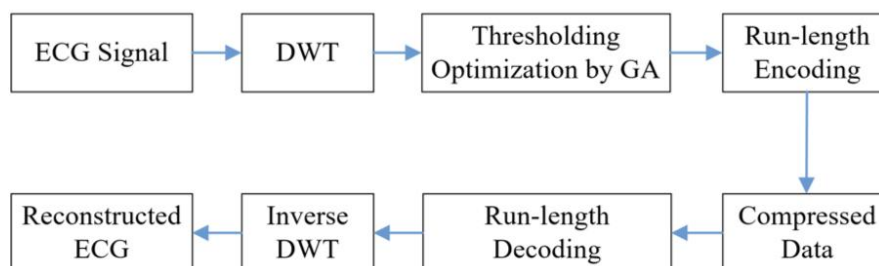 ECG Signal
DWT
Thresholding
Optimization by GA
Run-length
Encoding
Reconstructed
ECG
Inverse
DWT
Run-length
Decoding
Compressed
Data